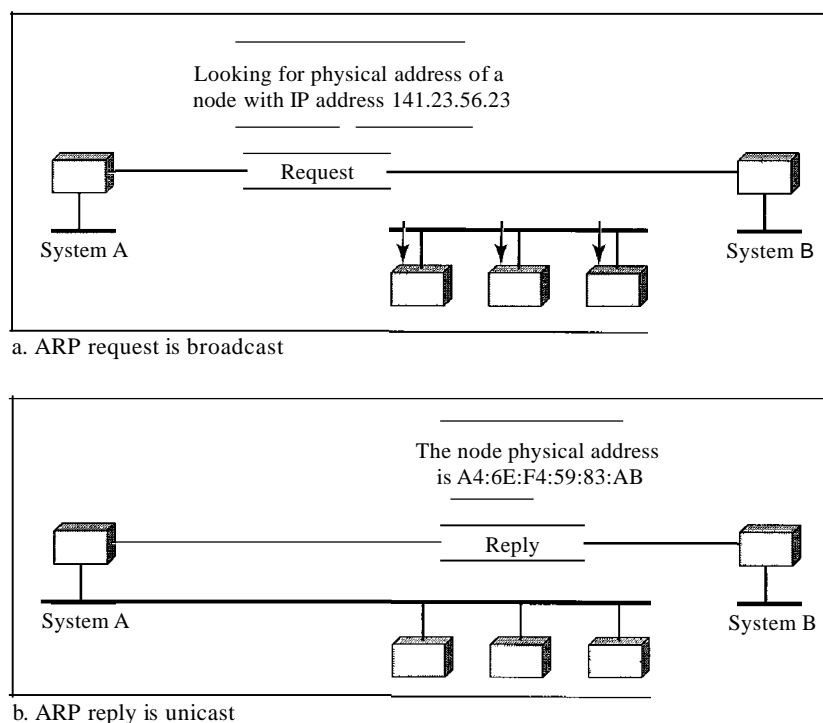 Looking for physical address of a
node with IP address 141.23.56.23
Request
System A
System B
a. ARP request is broadcast
The node physical address
is A4:6E:F4:59:83:AB
Reply
System A
System B
b. ARP reply is unicast